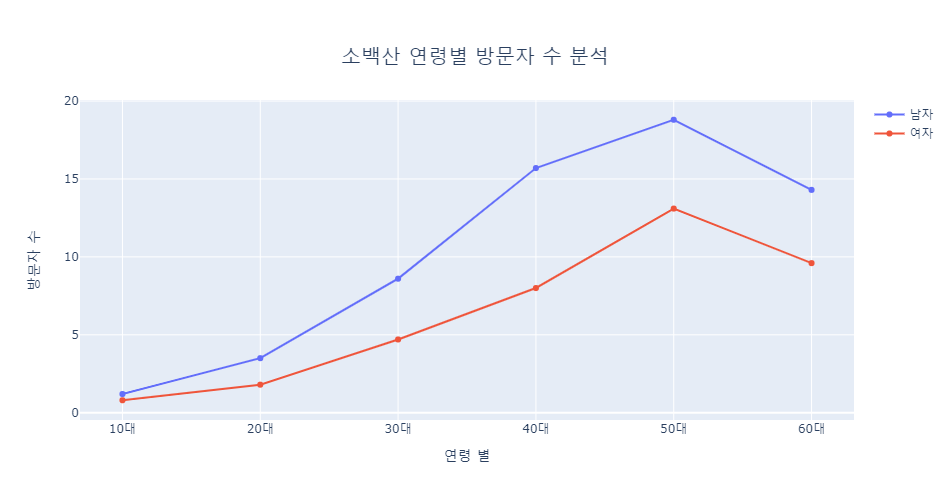 소백산 연령별 방문자 수 분석
남자
여자
방문자 수
20
15
10
5
0
10대
20대
30대
40대
50대
60대
연령 별